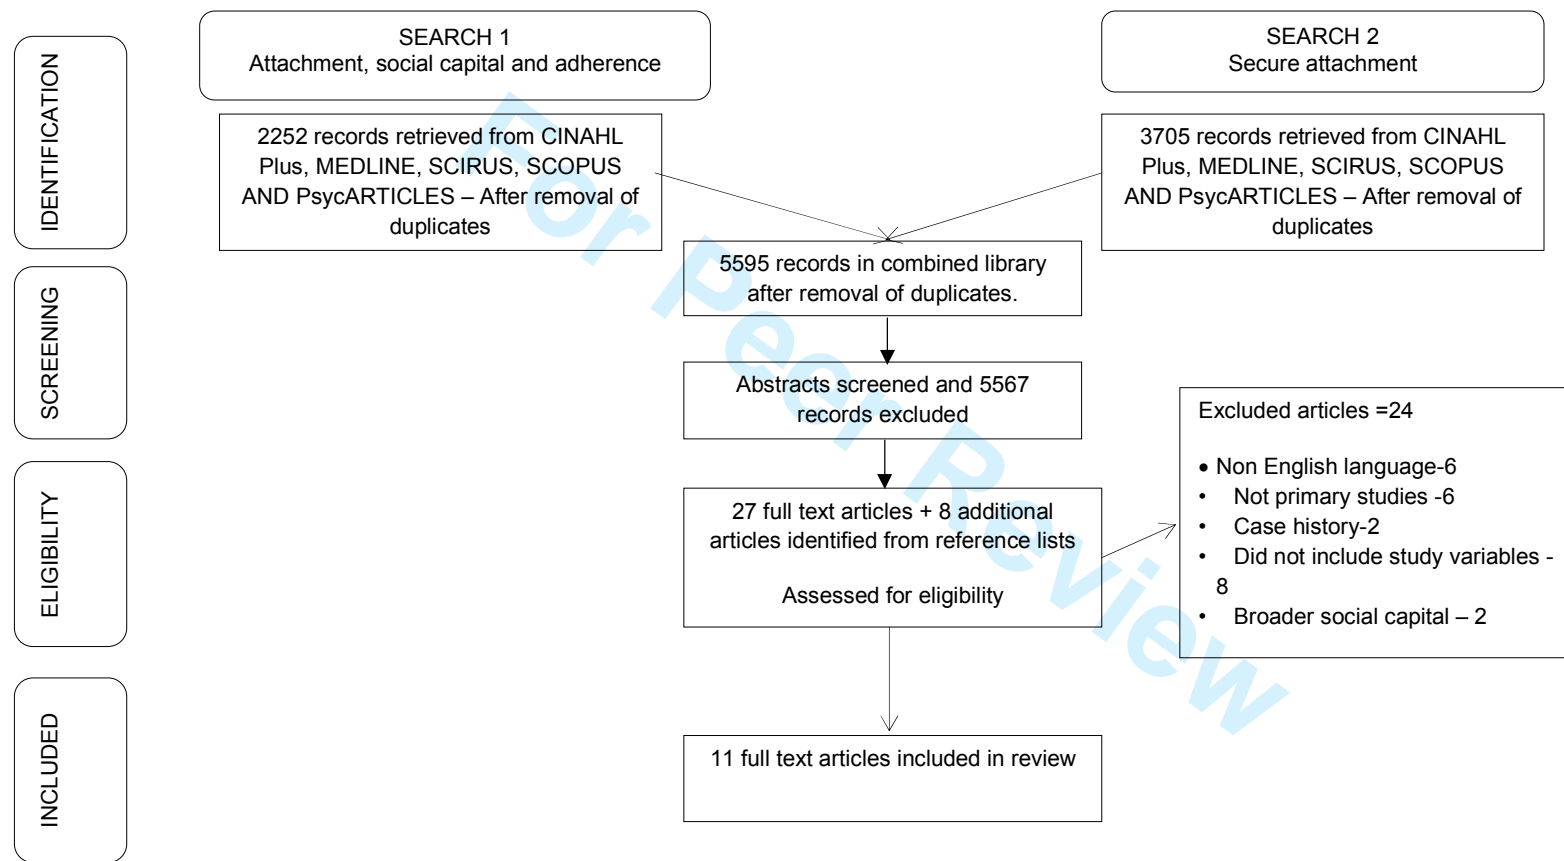 IDENTIFICATION
SEARCH 1
Attachment, social capital and adherence
SEARCH 2
Secure attachment
2252 records retrieved from CINAHL
Plus, MEDLINE, SCIRUS, SCOPUS
AND PsycARTICLES – After removal of
duplicates
3705 records retrieved from CINAHL
Plus, MEDLINE, SCIRUS, SCOPUS
AND PsycARTICLES – After removal of
duplicates
5595 records in combined library
after removal of duplicates.
SCREENING
Abstracts screened and 5567
records excluded
ELIGIBILITY
27 full text articles + 8 additional
articles identified from reference lists
Assessed for eligibility
Excluded articles =24
• Non English language-6
• Not primary studies -6
• Case history-2
• Did not include study variables -
8
• Broader social capital – 2
INCLUDED
11 full text articles included in review
For Peer Review